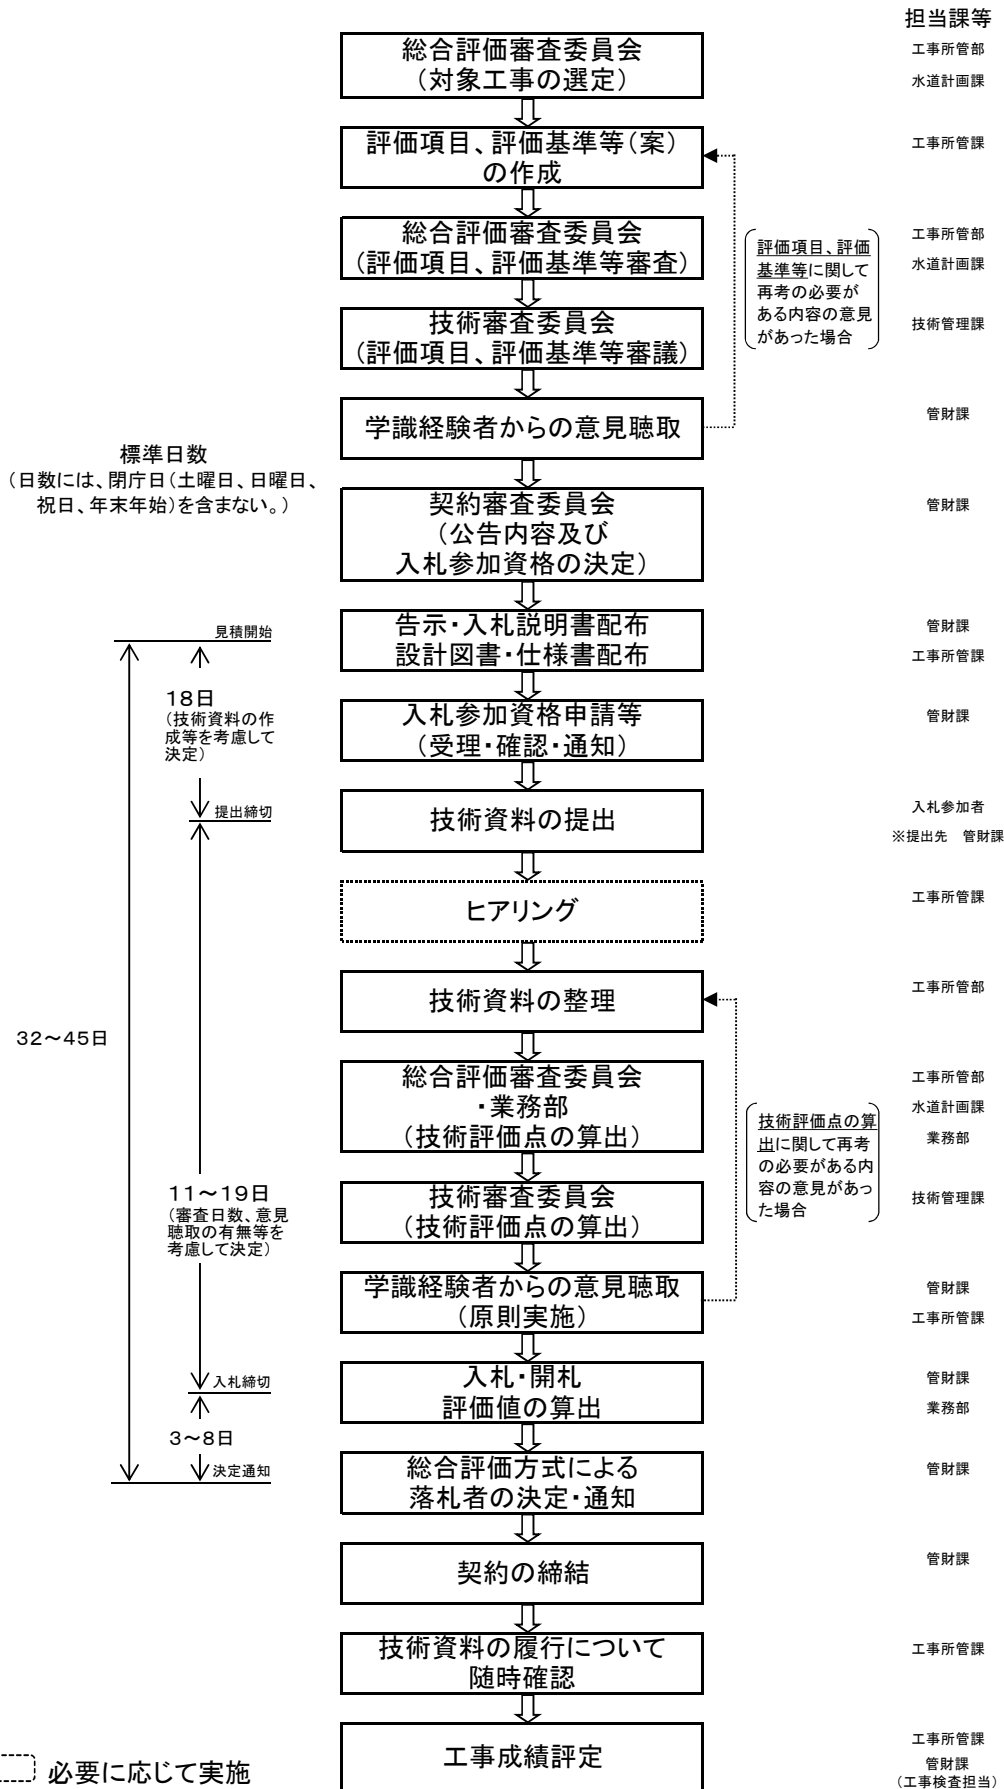 担当課等
総合評価審査委員会
（対象工事の選定）
工事所管部
水道計画課
評価項目、評価基準等（案）
の作成
工事所管課
総合評価審査委員会
（評価項目、評価基準等審査）
工事所管部
水道計画課
評価項目、評価
基準等に関して
再考の必要が
ある内容の意見
があった場合
技術審査委員会
（評価項目、評価基準等審議）
技術管理課
学識経験者からの意見聴取
管財課
標準日数
（日数には、閉庁日（土曜日、日曜日、
祝日、年末年始）を含まない。）
契約審査委員会
（公告内容及び
入札参加資格の決定）
管財課
見積開始
告示・入札説明書配布
設計図書・仕様書配布
管財課
工事所管課
18日
（技術資料の作
成等を考慮して
決定）
入札参加資格申請等
（受理・確認・通知）
管財課
提出締切
技術資料の提出
入札参加者
※提出先　管財課
ヒアリング
工事所管課
技術資料の整理
工事所管部
32～45日
総合評価審査委員会
・業務部
（技術評価点の算出）
工事所管部
水道計画課
業務部
技術評価点の算
出に関して再考
の必要がある内
容の意見があっ
た場合
11～19日
（審査日数、意見
聴取の有無等を
考慮して決定）
技術審査委員会
（技術評価点の算出）
技術管理課
学識経験者からの意見聴取
（原則実施）
管財課
工事所管課
入札締切
入札・開札
評価値の算出
管財課
業務部
3～8日
決定通知
総合評価方式による
落札者の決定・通知
管財課
契約の締結
管財課
技術資料の履行について
随時確認
工事所管課
工事成績評定
工事所管課
管財課
（工事検査担当）
必要に応じて実施